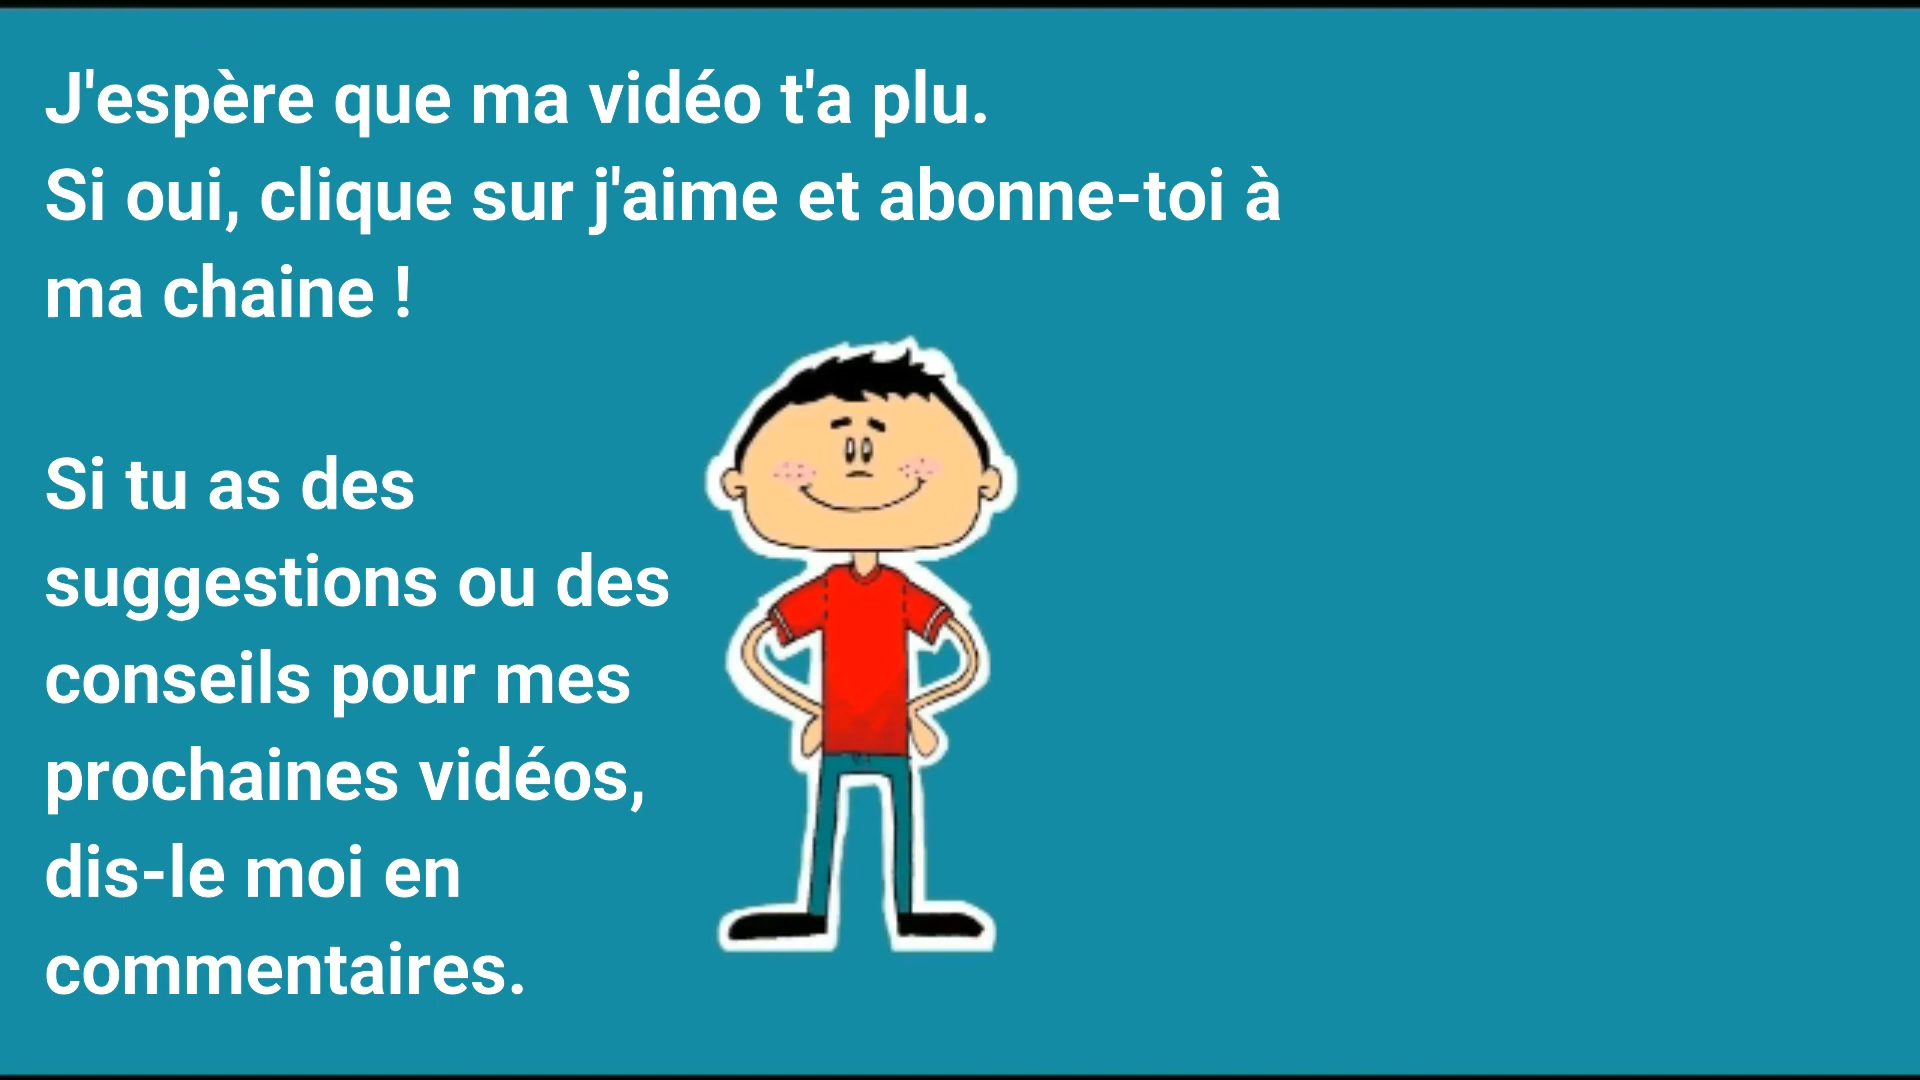 J'espère que ma vidéo t'a plu.
Si oui, clique sur j'aime et abonne-toi à
ma chaine !
Si tu as des
suggestions ou des
conseils pour mes
prochaines vidéos,
dis-le moi en
commentaires.